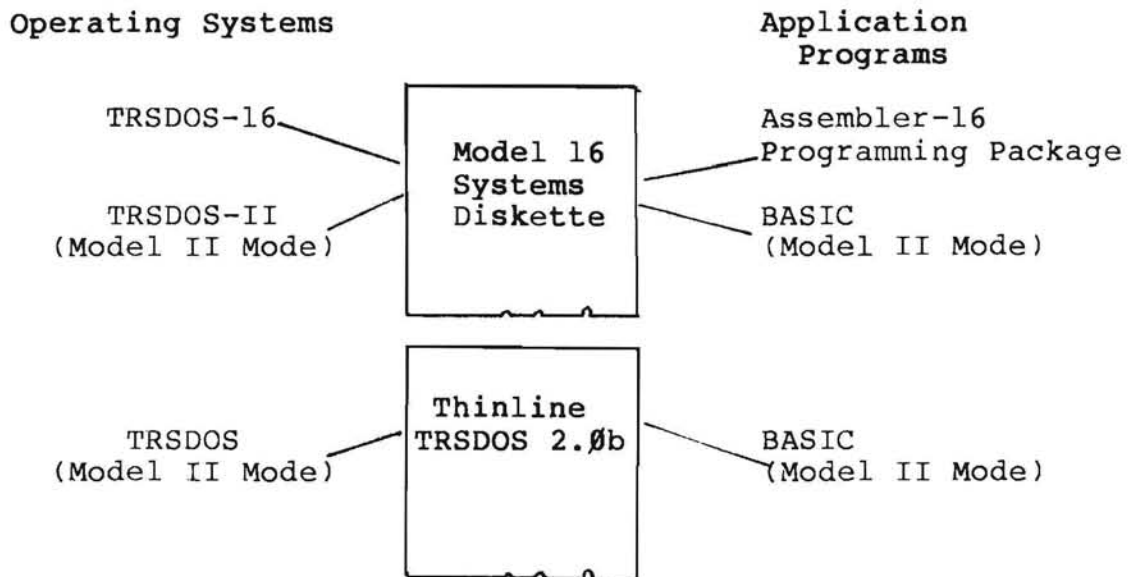 Operating Systems
Application
Programs
TRSDOS-16
TRSDOS-II
(Model II Mode)
Model 16
Systems
Diskette
Assembler-16
Programming Package
BASIC
(Model II Mode)
TRSDOS
(Model II Mode)
Thinline
TRSDOS 2.0b
BASIC
(Model II Mode)